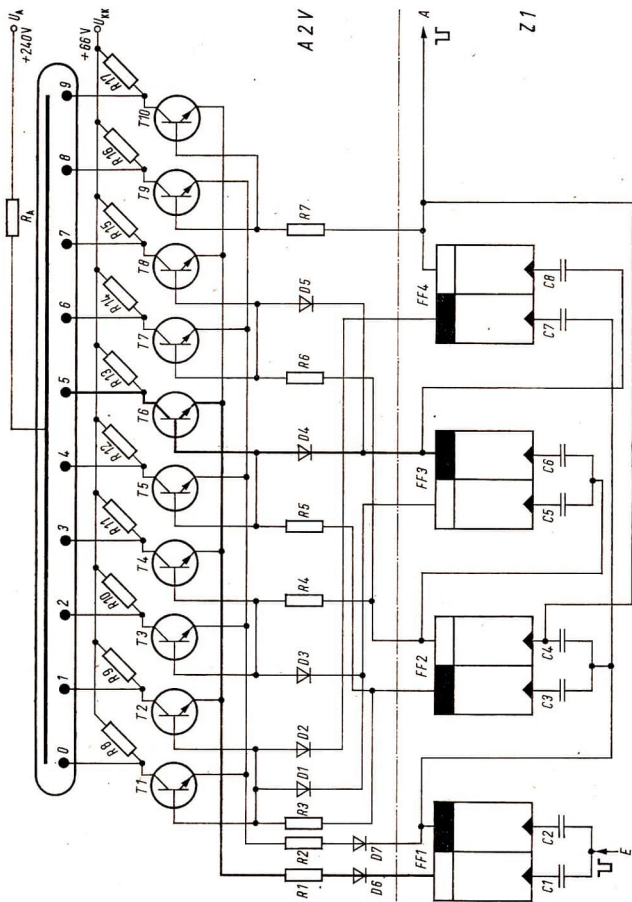 U_A
+240V
U_KK
+66V
R_A
0 1 2 3 4 5 6 7 8 9
R8 R9 R10 R11 R12 R13 R14 R15 R16 R17
T1 T2 T3 T4 T5 T6 T7 T8 T9 T10
A2V
R1 R2 R3 R4 R5 R6 R7
D1 D2 D3 D4 D5
D6 D7
A
Z1
FF1 FF2 FF3 FF4
C1 C2 C3 C4 C5 C6 C7 C8
E